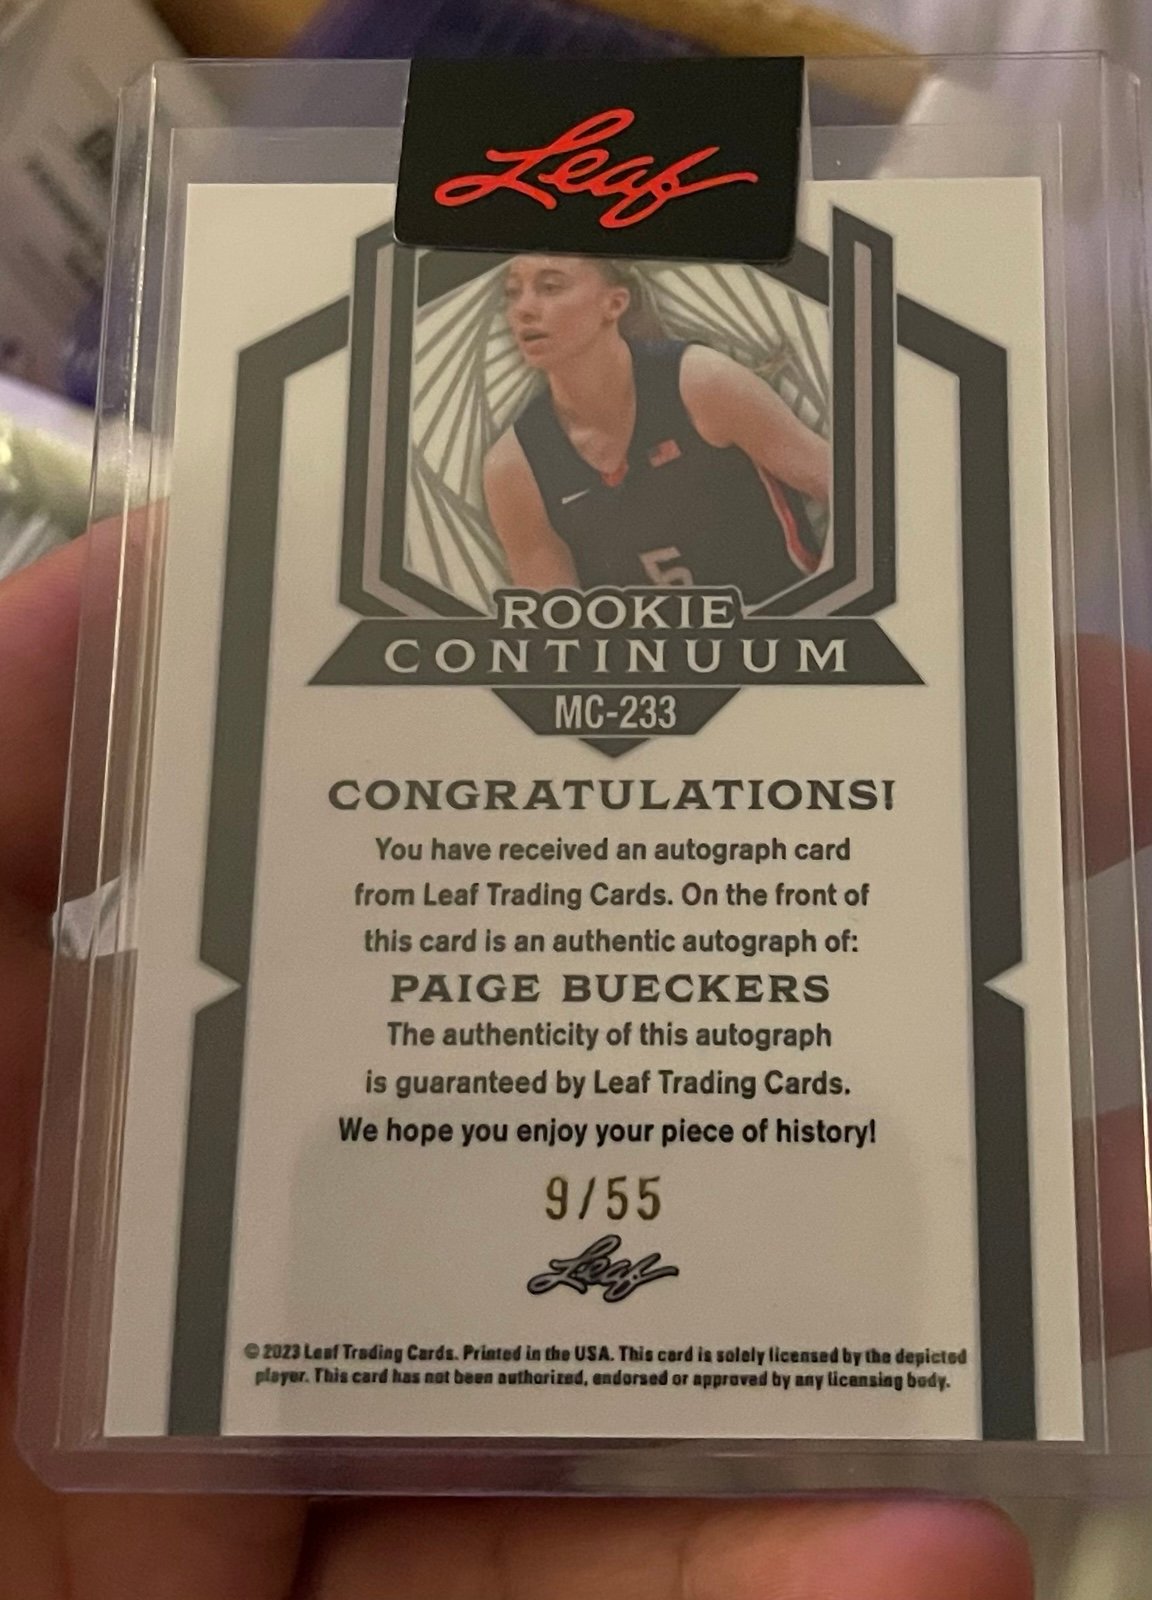 Leaf
5
ROOKIE
CONTINUUM
MC-233
CONGRATULATIONS!
You have received an autograph card
from Leaf Trading Cards. On the front of
this card is an authentic autograph of:
PAIGE BUECKERS
The authenticity of this autograph
is guaranteed by Leaf Trading Cards.
We hope you enjoy your piece of history!
9/55
Leaf
© 2023 Leaf Trading Cards. Printed in the USA. This card is solely licensed by the depicted
player. This card has not been authorized, endorsed or approved by any licensing body.